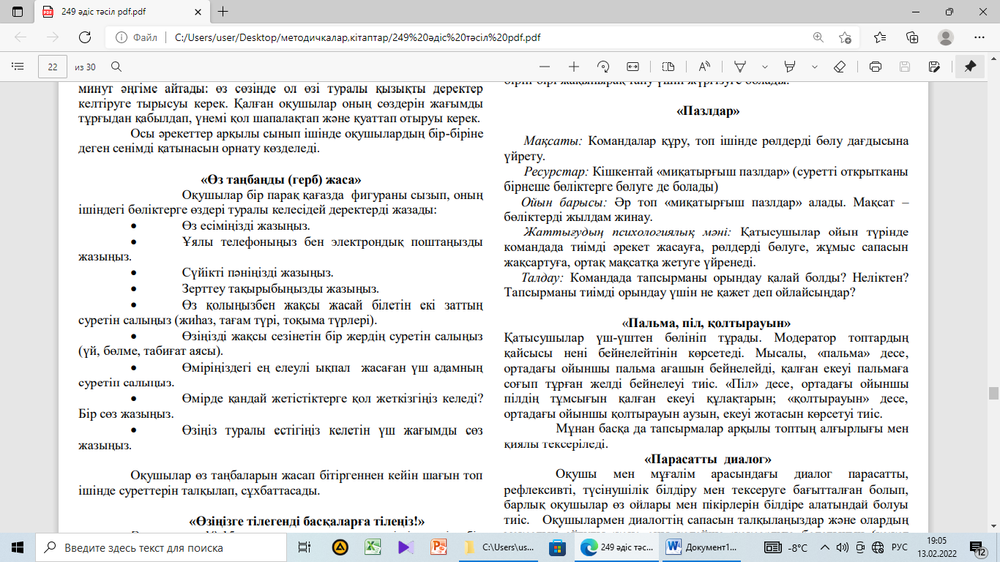 249 әдіс тәсіл pdf.pdf
Файл
C:/Users/user/Desktop/методичкалар,кітаптар/249%20әдіс%20тәсіл%20pdf.pdf
22 из 30
минут әңгіме айтады: өз сөзінде ол өзі туралы қызықты деректер
келтіруге тырысуы керек. Қалған оқушылар оның сөздерін жағымды
тұрғыдан қабылдап, үнемі қол шапалақтап және қуаттап отыруы керек.
Осы әрекеттер арқылы сынып ішінде оқушылардың бір-біріне
деген сенімді қатынасын орнату көзделеді.
«Өз таңбаңды (герб) жаса»
Оқушылар бір парақ қағазда фигураны сызып, оның
ішіндегі бөліктерге өздері туралы келесідей деректерді жазады:
• Өз есіміңізді жазыңыз.
• Ұялы телефоныңыз бен электрондық поштаңызды
жазыңыз.
• Сүйікті пәніңізді жазыңыз.
• Зерттеу тақырыбыңызды жазыңыз.
• Өз қолыңызбен жақсы жасай білетін екі заттың
суретін салыңыз (жиһаз, тағам түрі, тоқыма түрлері).
• Өзіңізді жақсы сезінетін бір жердің суретін салыңыз
(үй, бөлме, табиғат аясы).
• Өміріңіздегі ең елеулі ықпал жасаған үш адамның
суретін салыңыз.
• Өмірде қандай жетістіктерге қол жеткізгіңіз келеді?
Бір сөз жазыңыз.
• Өзіңіз туралы естігіңіз келетін үш жағымды сөз
жазыңыз.
Оқушылар өз таңбаларын жасап бітіргеннен кейін шағын топ
ішінде суреттерін талқылап, сұхбаттасады.
«Өзіңізге тілегенді басқаларға тілеңіз!»
«Пазлдар»
Мақсаты: Командалар құру, топ ішінде рөлдерді бөлу дағдысына
үйрету.
Ресурстар: Кішкентай «миқатырғыш пазлдар» (суретті открытканы
бірнеше бөліктерге бөлуге де болады)
Ойын барысы: Әр топ «миқатырғыш пазлдар» алады. Мақсат –
бөліктерді жылдам жинау.
Жаттығудың психологиялық мәні: Қатысушылар ойын түрінде
командада тиімді әрекет жасауға, рөлдерді бөлуге, жұмыс сапасын
жақсартуға, ортақ мақсатқа жетуге үйренеді.
Талдау: Командада тапсырманы орындау қалай болды? Неліктен?
Тапсырманы тиімді орындау үшін не қажет деп ойлайсыңдар?
«Пальма, піл, қолтырауын»
Қатысушылар үш-үштен бөлініп тұрады. Модератор топтардың
қайсысы нені бейнелейтінін көрсетеді. Мысалы, «пальма» десе,
ортадағы ойыншы пальма ағашын бейнелейді, қалған екеуі пальмаға
соғып тұрған желді бейнелеуі тиіс. «Піл» десе, ортадағы ойыншы
пілдің тұмсығын қалған екеуі құлақтарын; «қолтырауын» десе,
ортадағы ойыншы қолтырауын аузын, екеуі жотасын көрсетуі тиіс.
Мұнан басқа да тапсырмалар арқылы топтың алғырлығы мен
қиялы тексеріледі.
«Парасатты диалог»
Оқушы мен мұғалім арасындағы диалог парасатты,
рефлексивті, түсінушілік білдіру мен тексеруге бағытталған болып,
барлық оқушылар өз ойлары мен пікірлерін білдіре алатындай болуы
тиіс. Оқушылармен диалогтің сапасын талқылаңыздар және олардың
Введите здесь текст для поиска
C:\Users\us...
249 әдіс тәс...
Документ1...
-8°C
РУС
19:05
13.02.2022
12